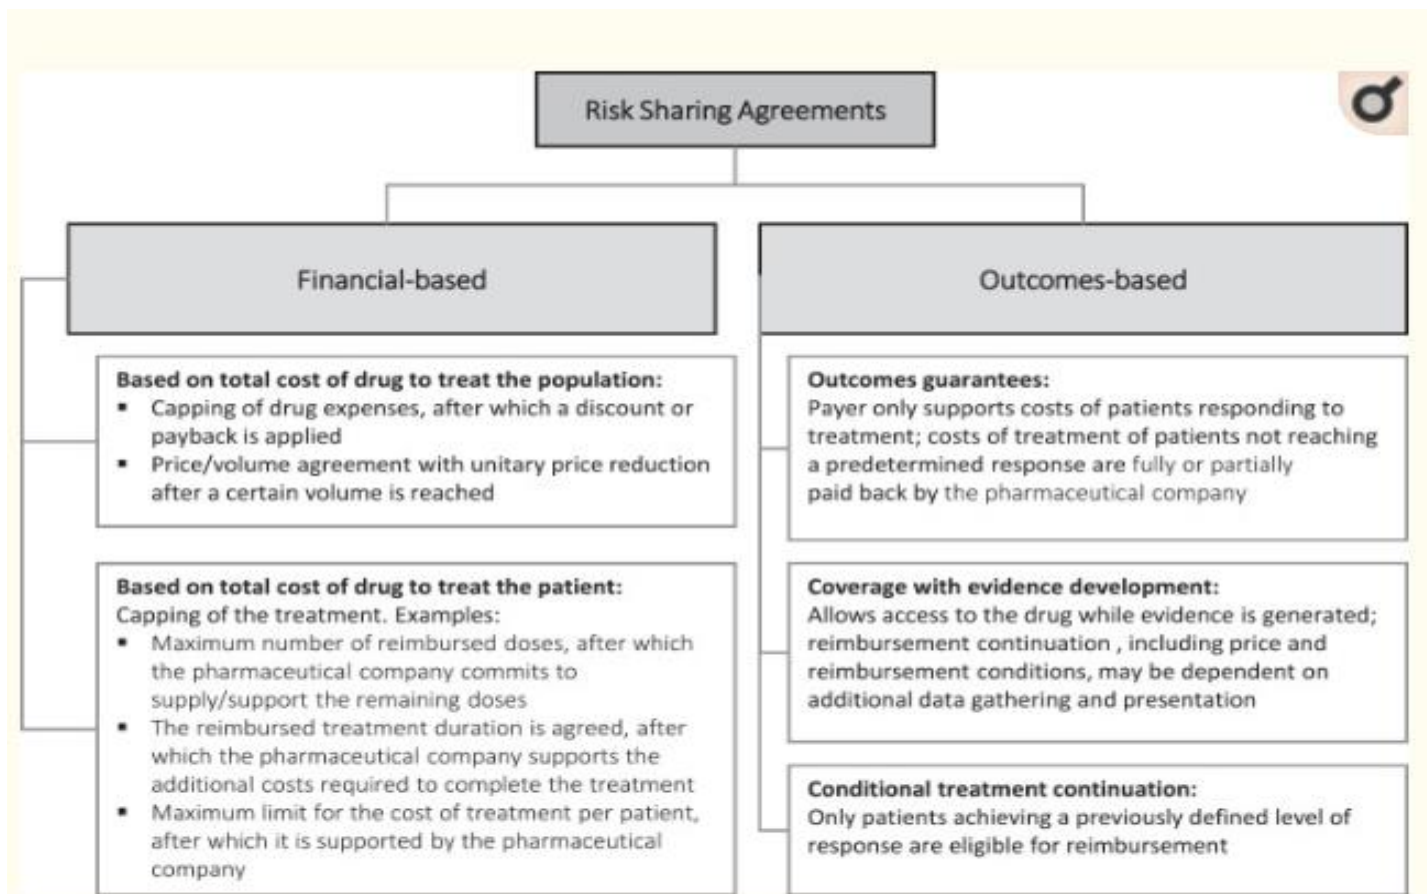 Risk Sharing Agreements
Financial-based
Based on total cost of drug to treat the population:
▪ Capping of drug expenses, after which a discount or
payback is applied
▪ Price/volume agreement with unitary price reduction
after a certain volume is reached
Based on total cost of drug to treat the patient:
Capping of the treatment. Examples:
▪ Maximum number of reimbursed doses, after which
the pharmaceutical company commits to
supply/support the remaining doses
▪ The reimbursed treatment duration is agreed, after
which the pharmaceutical company supports the
additional costs required to complete the treatment
▪ Maximum limit for the cost of treatment per patient,
after which it is supported by the pharmaceutical
company
Outcomes-based
Outcomes guarantees:
Payer only supports costs of patients responding to
treatment; costs of treatment of patients not reaching
a predetermined response are fully or partially
paid back by the pharmaceutical company
Coverage with evidence development:
Allows access to the drug while evidence is generated;
reimbursement continuation , including price and
reimbursement conditions, may be dependent on
additional data gathering and presentation
Conditional treatment continuation:
Only patients achieving a previously defined level of
response are eligible for reimbursement